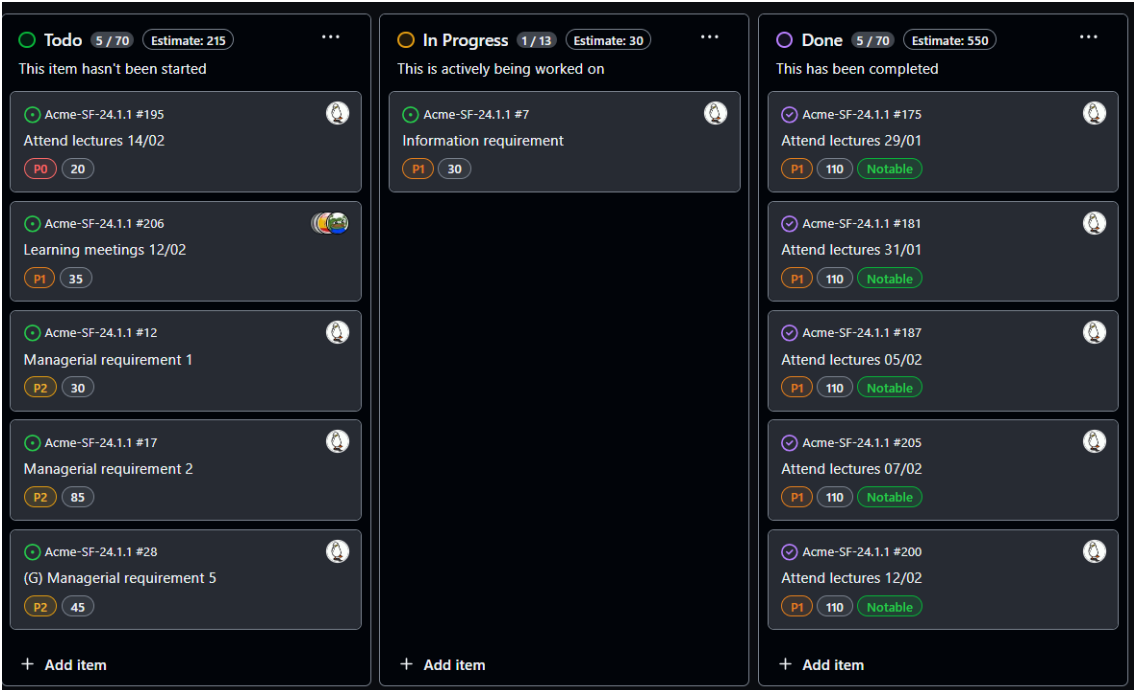 Todo 5 / 70 Estimate: 215 ...
This item hasn't been started
Acme-SF-24.1.1 #195
Attend lectures 14/02
P0 20
Acme-SF-24.1.1 #206
Learning meetings 12/02
P1 35
Acme-SF-24.1.1 #12
Managerial requirement 1
P2 30
Acme-SF-24.1.1 #17
Managerial requirement 2
P2 85
Acme-SF-24.1.1 #28
(G) Managerial requirement 5
P2 45
+ Add item
In Progress 1 / 13 Estimate: 30 ...
This is actively being worked on
Acme-SF-24.1.1 #7
Information requirement
P1 30
+ Add item
Done 5 / 70 Estimate: 550 ...
This has been completed
Acme-SF-24.1.1 #175
Attend lectures 29/01
P1 110 Notable
Acme-SF-24.1.1 #181
Attend lectures 31/01
P1 110 Notable
Acme-SF-24.1.1 #187
Attend lectures 05/02
P1 110 Notable
Acme-SF-24.1.1 #205
Attend lectures 07/02
P1 110 Notable
Acme-SF-24.1.1 #200
Attend lectures 12/02
P1 110 Notable
+ Add item